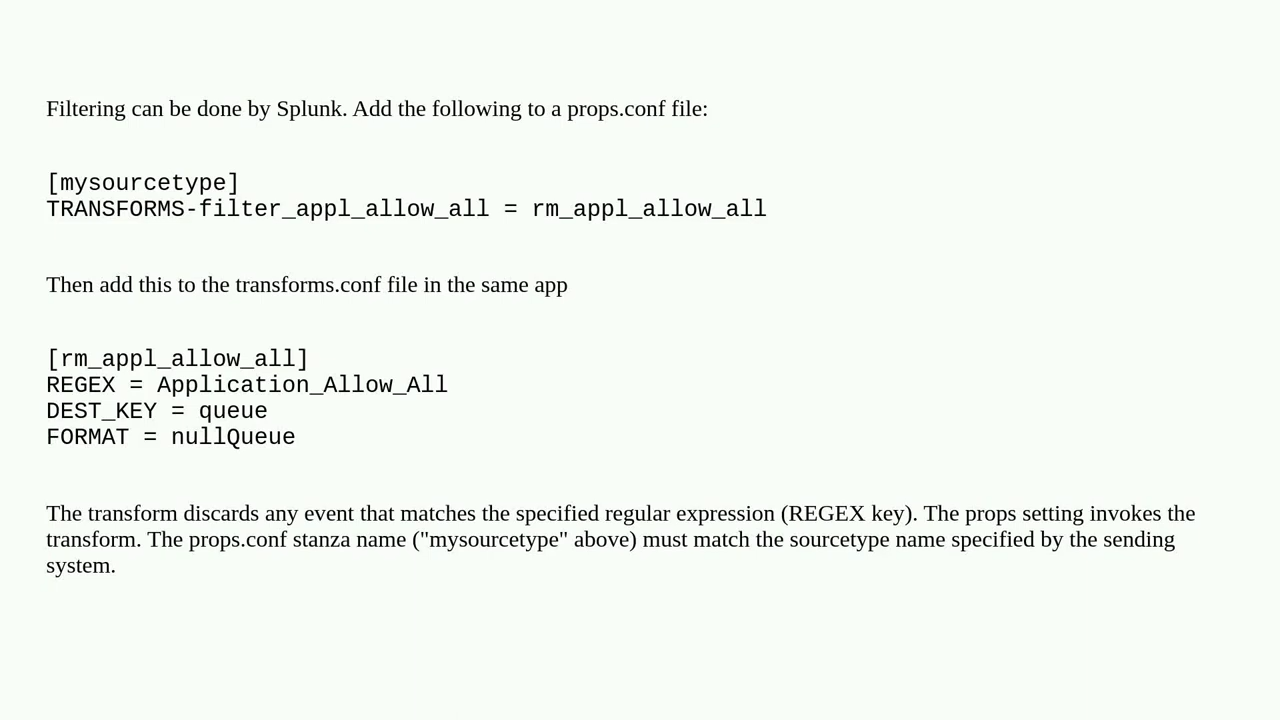 Filtering can be done by Splunk. Add the following to a props.conf file:
[mysourcetype]
TRANSFORMS-filter_appl_allow_all = rm_appl_allow_all
Then add this to the transforms.conf file in the same app
[rm_appl_allow_all]
REGEX = Application_Allow_All
DEST_KEY = queue
FORMAT = nullQueue
The transform discards any event that matches the specified regular expression (REGEX key). The props setting invokes the
transform. The props.conf stanza name ("mysourcetype" above) must match the sourcetype name specified by the sending
system.